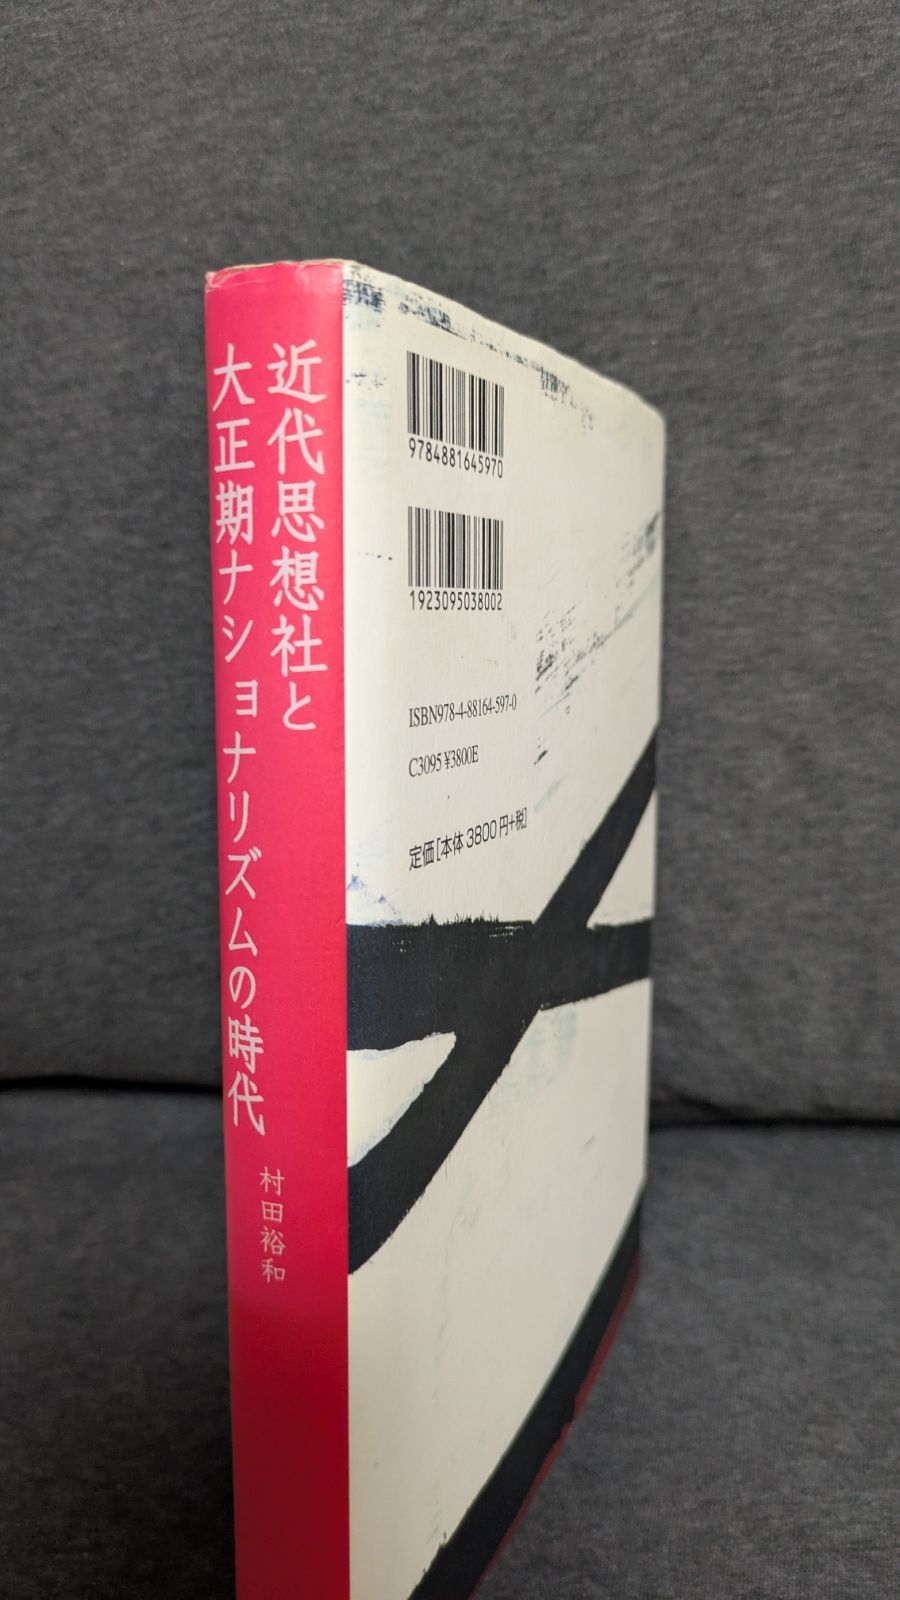 近代思想社と
大正期ナショナリズムの時代
村田裕和
9784881645970
1923095038002
ISBN978-4-88164-597-0
C3095 ¥3800E
定価[本体3800円+税]